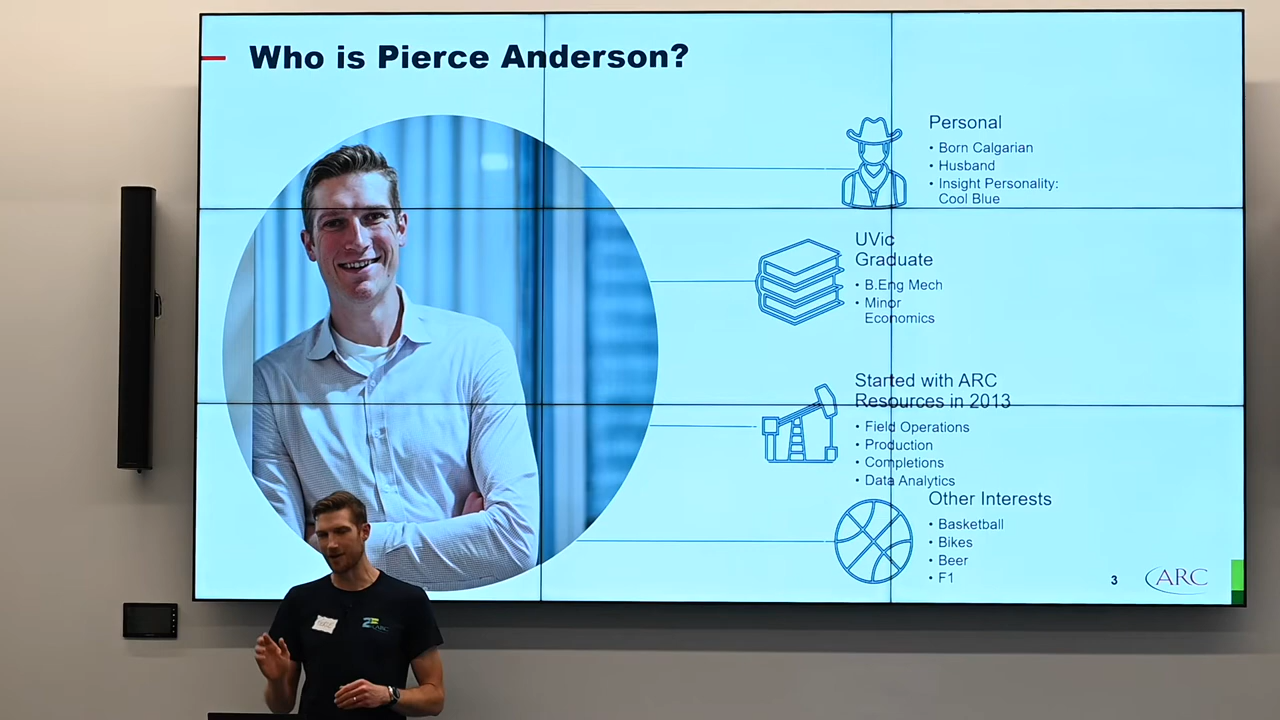 Who is Pierce Anderson?
Personal
• Born Calgarian
• Husband
• Insight Personality:
Cool Blue
UVic
Graduate
• B.Eng Mech
• Minor
Economics
Started with ARC
Resources in 2013
• Field Operations
• Production
• Completions
• Data Analytics
Other Interests
• Basketball
• Bikes
• Beer
• F1
3
ARC